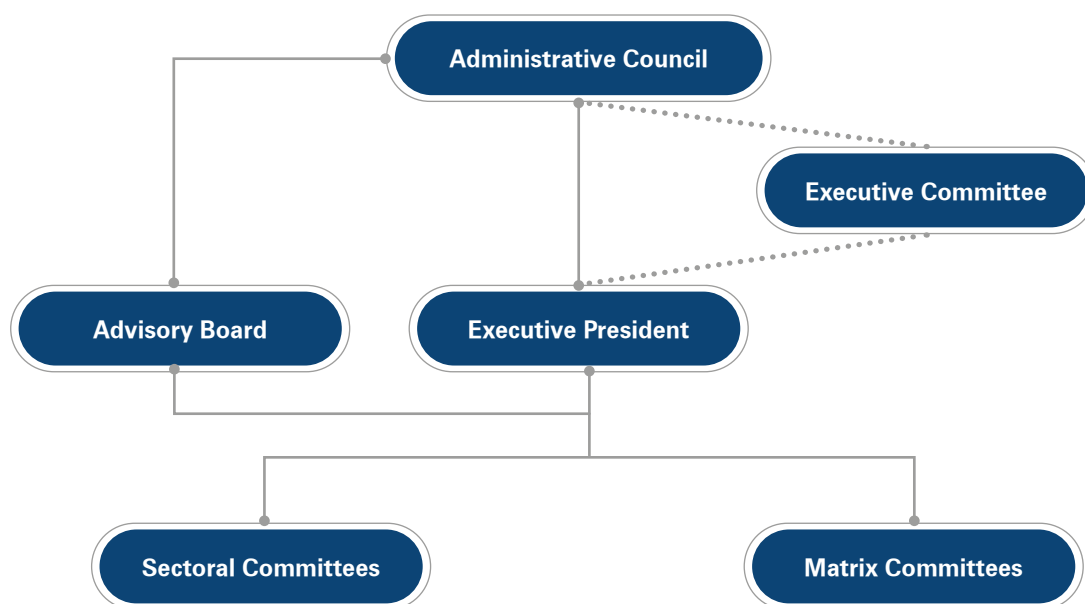 Administrative Council
Executive Committee
Advisory Board
Executive President
Sectoral Committees
Matrix Committees